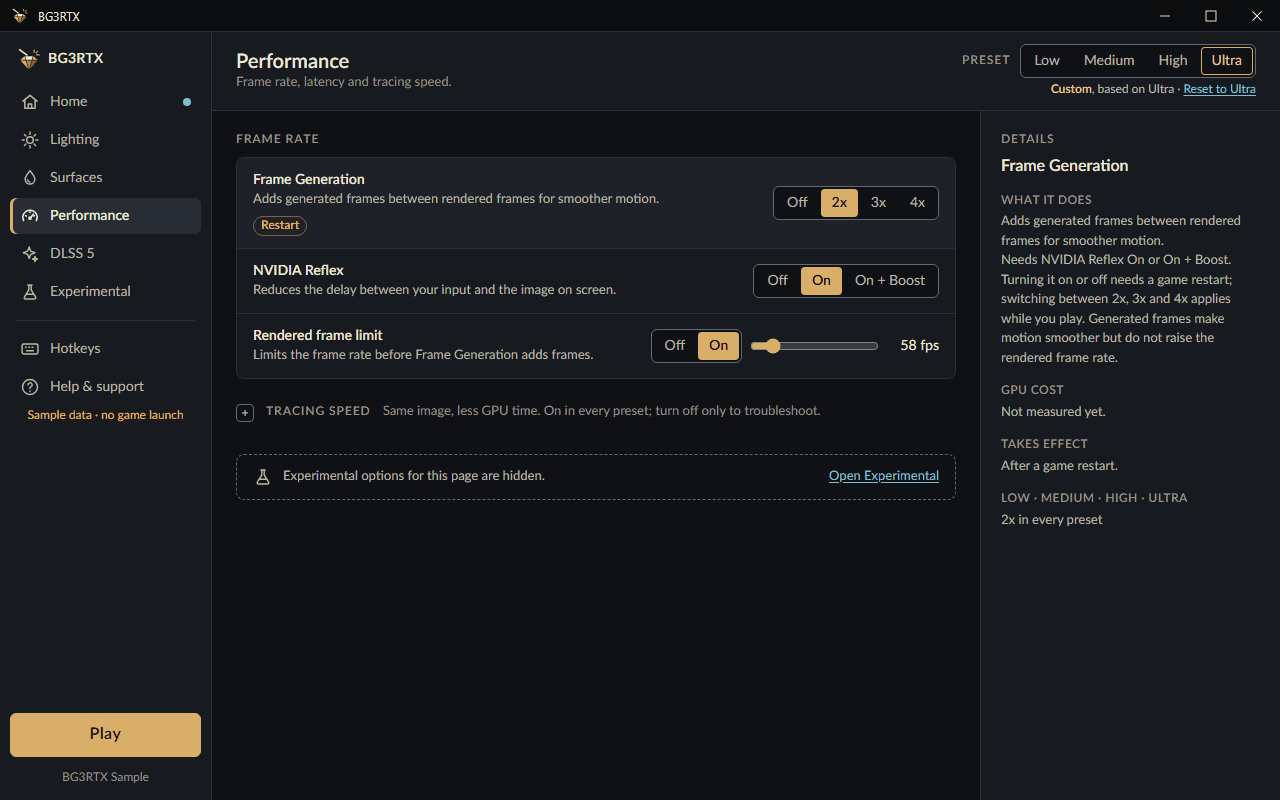 BG3RTX
BG3RTX
Home
Lighting
Surfaces
Performance
DLSS 5
Experimental
Hotkeys
Help & support
Sample data · no game launch
Play
BG3RTX Sample
Performance
Frame rate, latency and tracing speed.
PRESET Low Medium High Ultra
Custom, based on Ultra · Reset to Ultra
FRAME RATE
Frame Generation
Adds generated frames between rendered frames for smoother motion.
Restart
Off 2x 3x 4x
NVIDIA Reflex
Reduces the delay between your input and the image on screen.
Off On On + Boost
Rendered frame limit
Limits the frame rate before Frame Generation adds frames.
Off On 58 fps
+ TRACING SPEED Same image, less GPU time. On in every preset; turn off only to troubleshoot.
Experimental options for this page are hidden. Open Experimental
DETAILS
Frame Generation
WHAT IT DOES
Adds generated frames between rendered
frames for smoother motion.
Needs NVIDIA Reflex On or On + Boost.
Turning it on or off needs a game restart;
switching between 2x, 3x and 4x applies
while you play. Generated frames make
motion smoother but do not raise the
rendered frame rate.
GPU COST
Not measured yet.
TAKES EFFECT
After a game restart.
LOW · MEDIUM · HIGH · ULTRA
2x in every preset